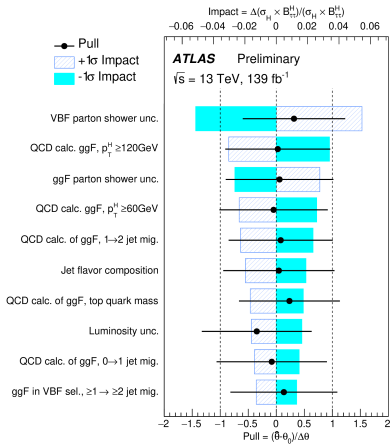 Impact = Δ(σ_H × B^H_ττ)/(σ_H × B^H_ττ)
-0.06 -0.04 -0.02 0 0.02 0.04 0.06
Pull
+1σ Impact
-1σ Impact
ATLAS Preliminary
√s = 13 TeV, 139 fb⁻¹
VBF parton shower unc.
QCD calc. ggF, p_T^H ≥120GeV
ggF parton shower unc.
QCD calc. ggF, p_T^H ≥60GeV
QCD calc. of ggF, 1→2 jet mig.
Jet flavor composition
QCD calc. of ggF, top quark mass
Luminosity unc.
QCD calc. of ggF, 0→1 jet mig.
ggF in VBF sel., ≥1 → ≥2 jet mig.
-2 -1.5 -1 -0.5 0 0.5 1 1.5 2
Pull = (θ̂-θ₀)/Δθ